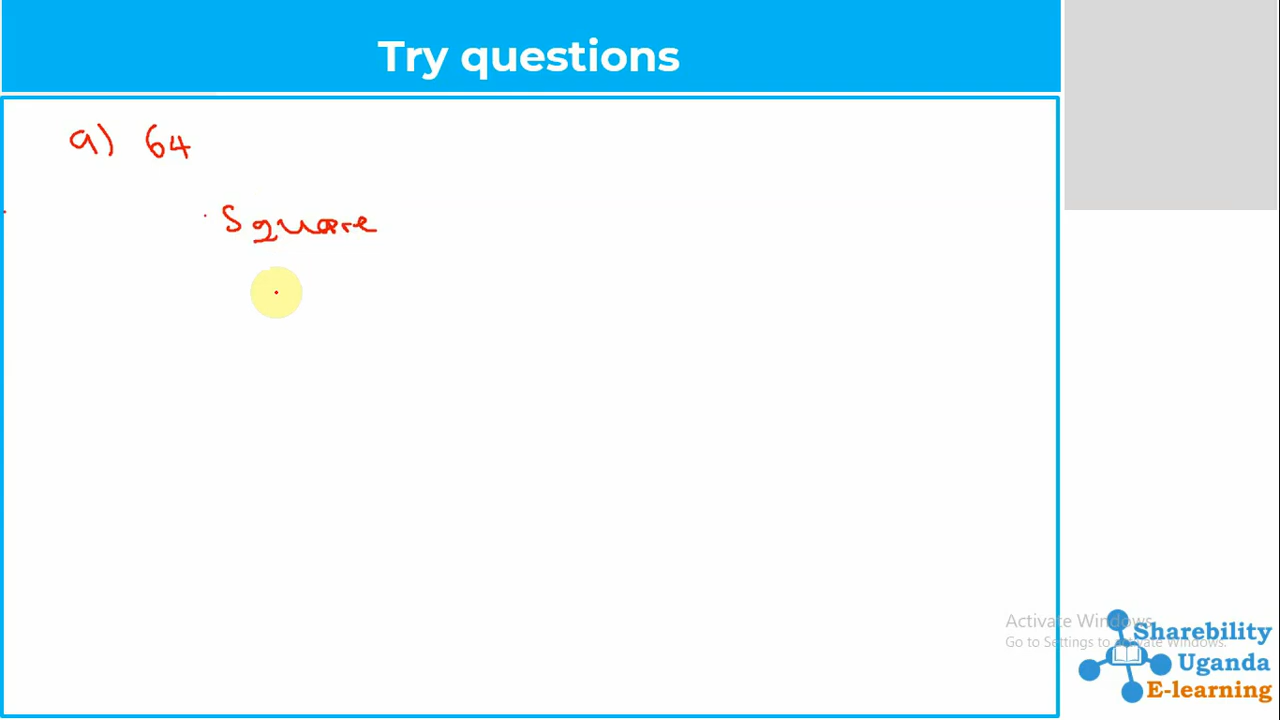 Try questions
a) 64
Square
Activate Windows
Go to Settings to activate Windows.
Sharebility
Uganda
E-learning